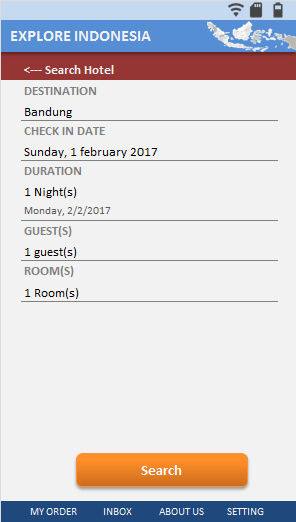 EXPLORE INDONESIA
<--- Search Hotel
DESTINATION
Bandung
CHECK IN DATE
Sunday, 1 february 2017
DURATION
1 Night(s)
Monday, 2/2/2017
GUEST(S)
1 guest(s)
ROOM(S)
1 Room(s)
Search
MY ORDER INBOX ABOUT US SETTING